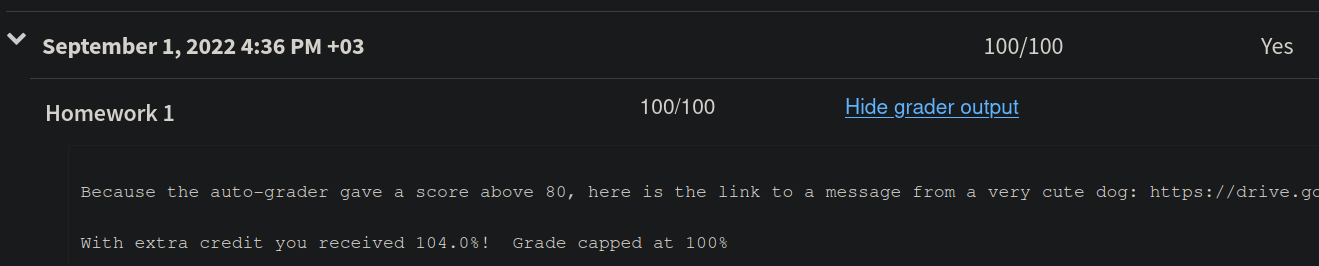 September 1, 2022 4:36 PM +03 100/100 Yes
Homework 1 100/100 Hide grader output
Because the auto-grader gave a score above 80, here is the link to a message from a very cute dog: https://drive.go
With extra credit you received 104.0%!  Grade capped at 100%